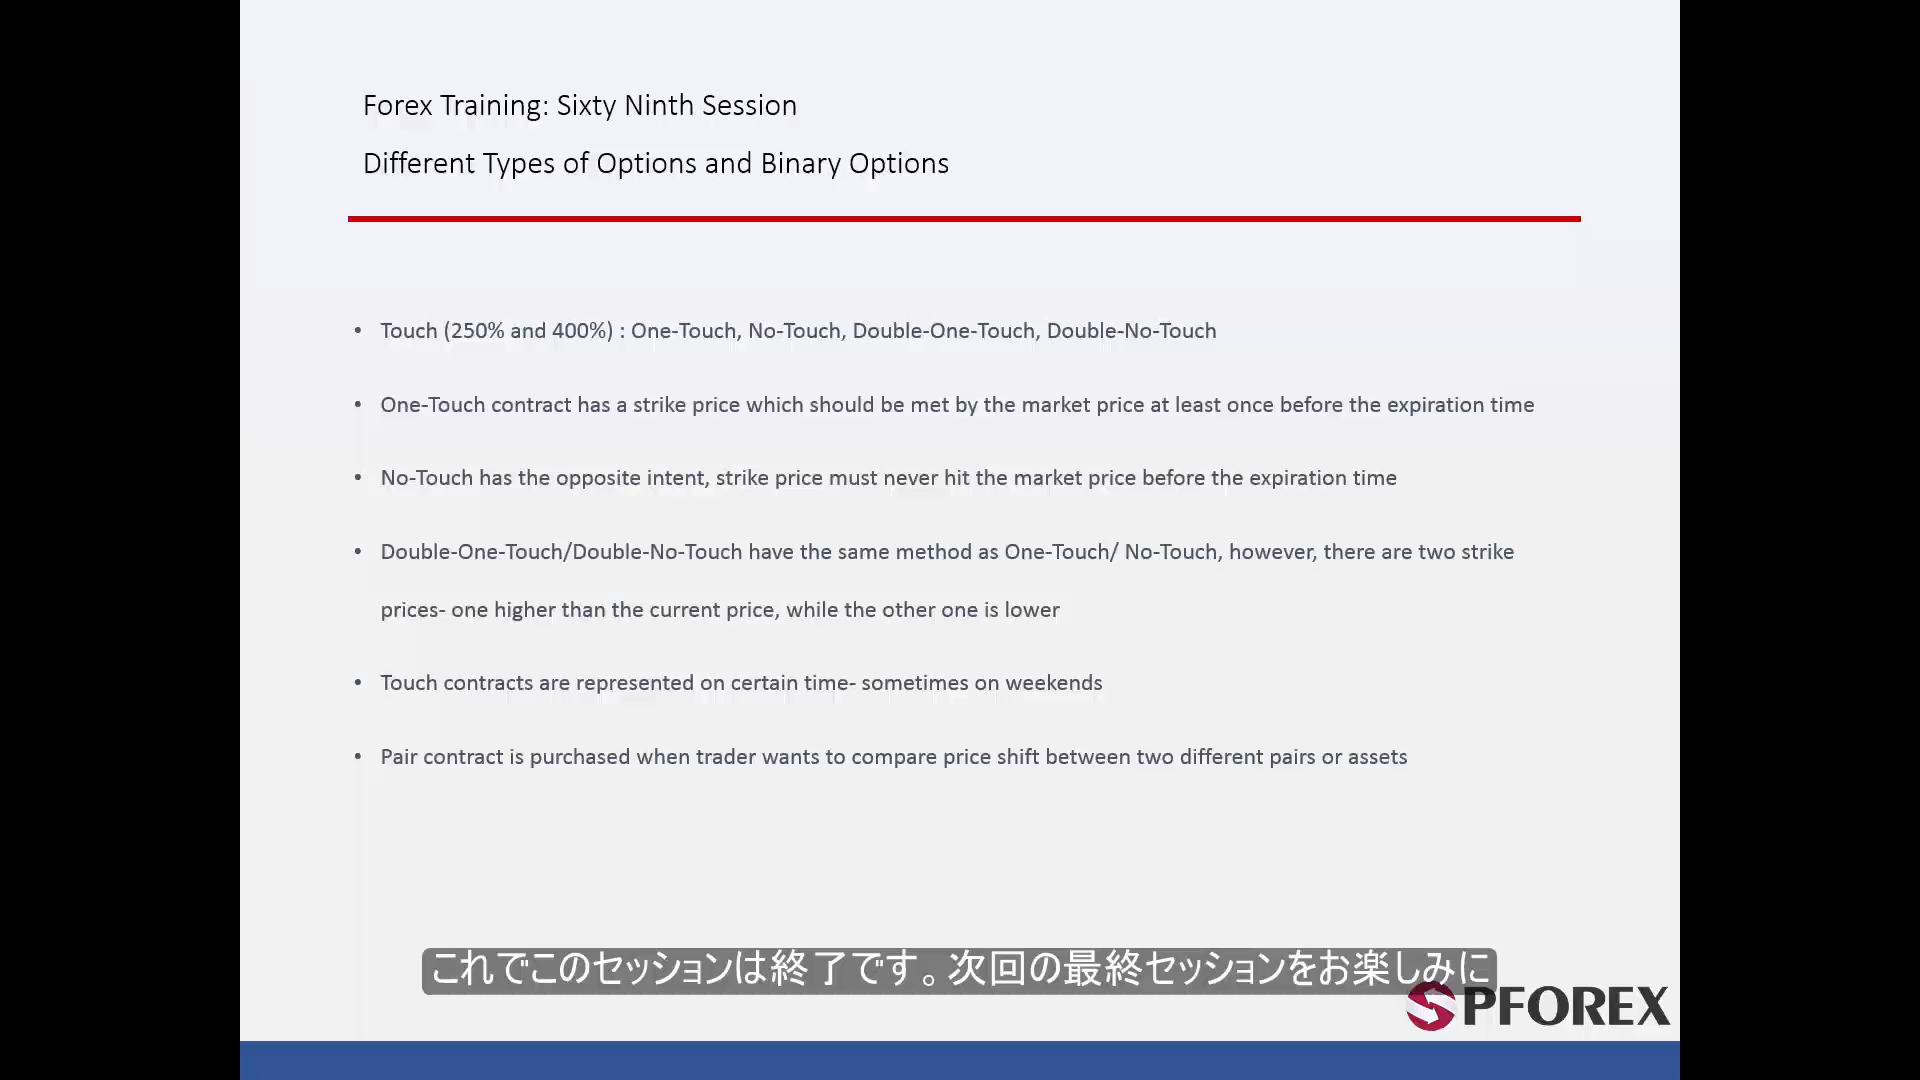 Forex Training: Sixty Ninth Session
Different Types of Options and Binary Options
• Touch (250% and 400%) : One-Touch, No-Touch, Double-One-Touch, Double-No-Touch
• One-Touch contract has a strike price which should be met by the market price at least once before the expiration time
• No-Touch has the opposite intent, strike price must never hit the market price before the expiration time
• Double-One-Touch/Double-No-Touch have the same method as One-Touch/ No-Touch, however, there are two strike
prices- one higher than the current price, while the other one is lower
• Touch contracts are represented on certain time- sometimes on weekends
• Pair contract is purchased when trader wants to compare price shift between two different pairs or assets
これでこのセッションは終了です。次回の最終セッションをお楽しみに
PFOREX